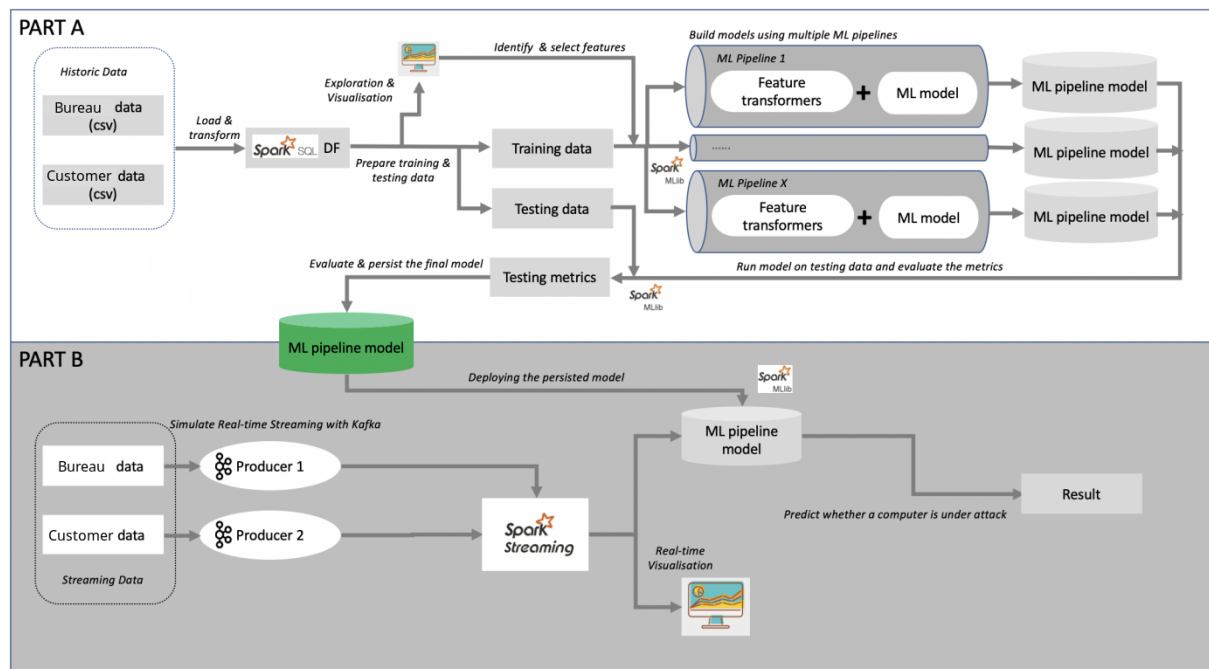 PART A
Historic Data
Bureau data
(csv)
Customer data
(csv)
Load &
transform
Spark SQL DF
Exploration &
Visualisation
Identify & select features
Prepare training &
testing data
Training data
Testing data
Build models using multiple ML pipelines
ML Pipeline 1
Feature
transformers
+
ML model
ML pipeline model
Spark
MLlib
......
ML pipeline model
ML Pipeline X
Feature
transformers
+
ML model
ML pipeline model
Run model on testing data and evaluate the metrics
Spark
MLlib
Testing metrics
Evaluate & persist the final model
ML pipeline model
PART B
Deploying the persisted model
Spark
MLlib
Simulate Real-time Streaming with Kafka
Bureau data
Producer 1
Customer data
Producer 2
Streaming Data
Spark
Streaming
ML pipeline
model
Result
Predict whether a computer is under attack
Real-time
Visualisation